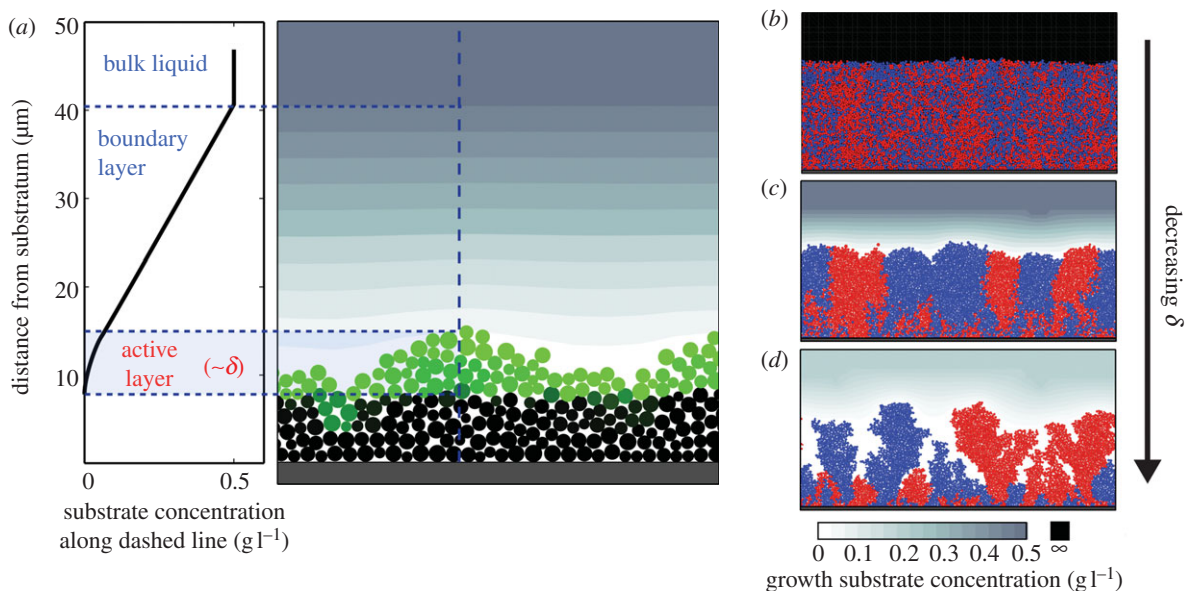 (a)
50
40
30
20
10
0
distance from substratum (µm)
bulk liquid
boundary
layer
active
layer
(~δ)
0.5
substrate concentration
along dashed line (g l⁻¹)
(b)
(c)
(d)
decreasing δ
0 0.1 0.2 0.3 0.4 0.5 ∞
growth substrate concentration (g l⁻¹)